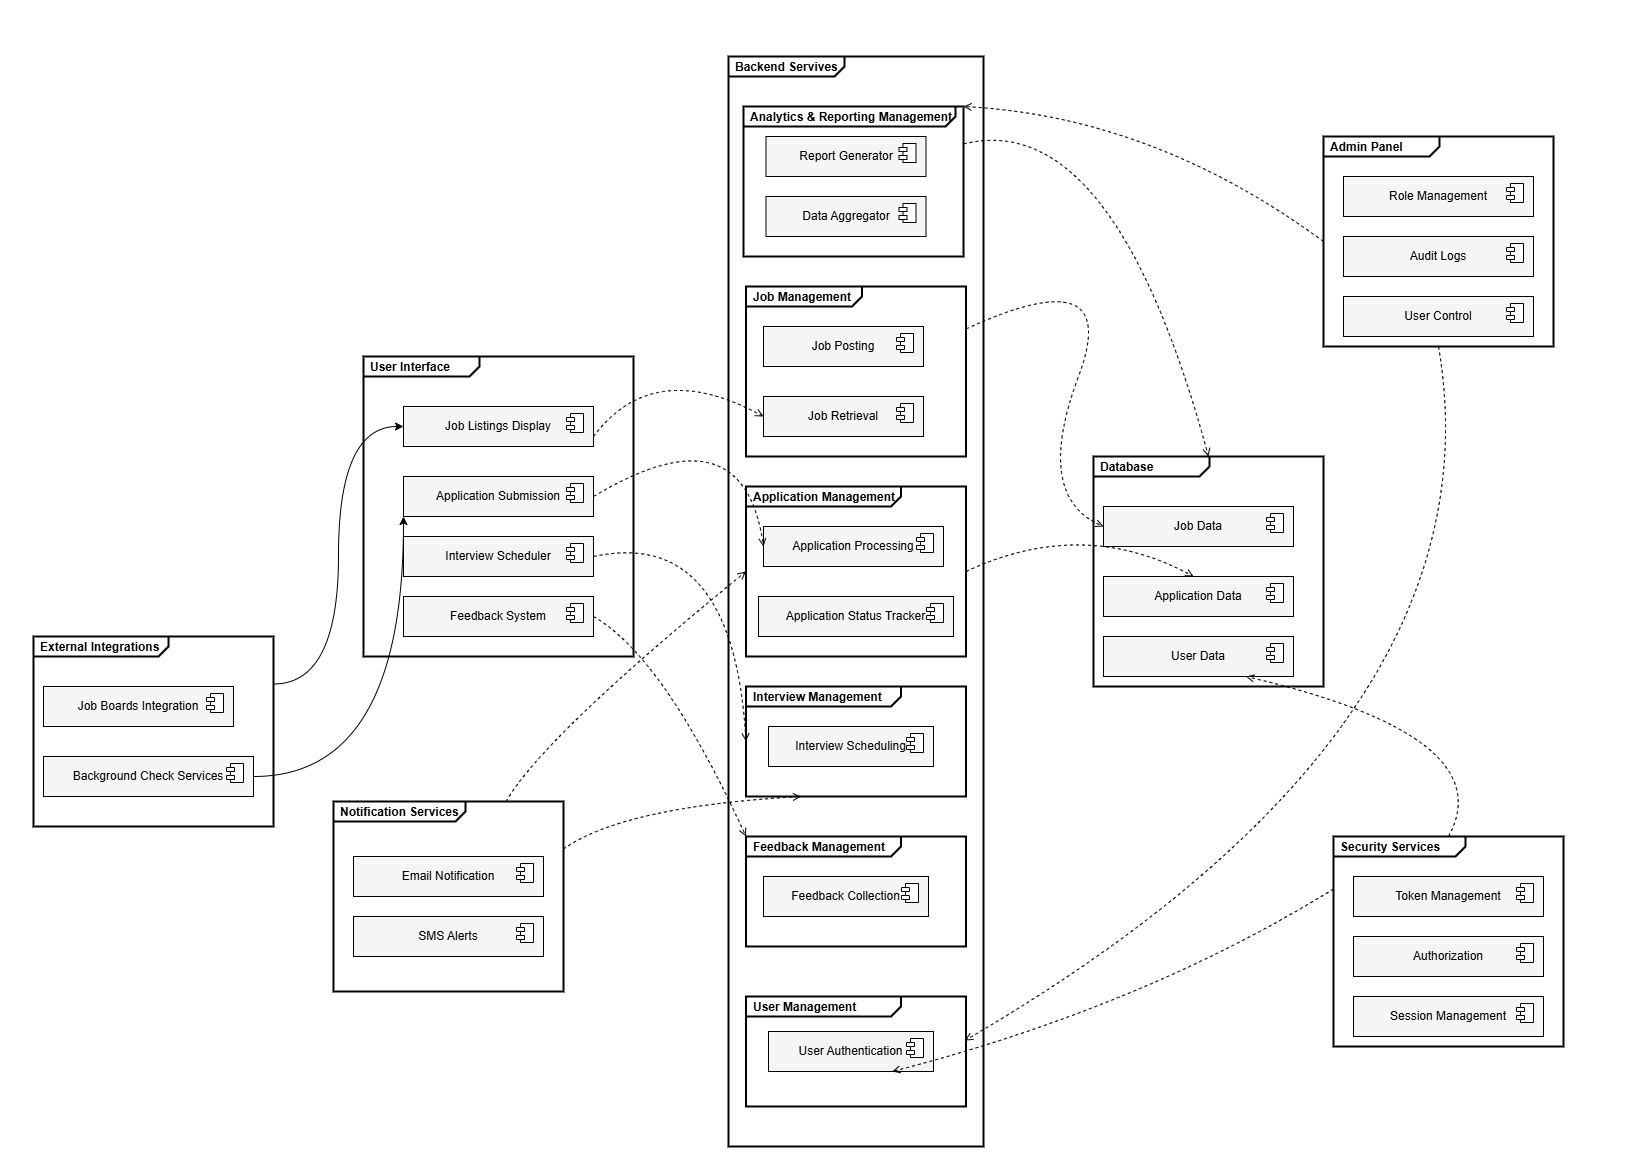 Backend Servives
Analytics & Reporting Management
Report Generator
Data Aggregator
Job Management
Job Posting
Job Retrieval
Application Management
Application Processing
Application Status Tracker
Interview Management
Interview Scheduling
Feedback Management
Feedback Collection
User Management
User Authentication
Admin Panel
Role Management
Audit Logs
User Control
User Interface
Job Listings Display
Application Submission
Interview Scheduler
Feedback System
Database
Job Data
Application Data
User Data
External Integrations
Job Boards Integration
Background Check Services
Notification Services
Email Notification
SMS Alerts
Security Services
Token Management
Authorization
Session Management